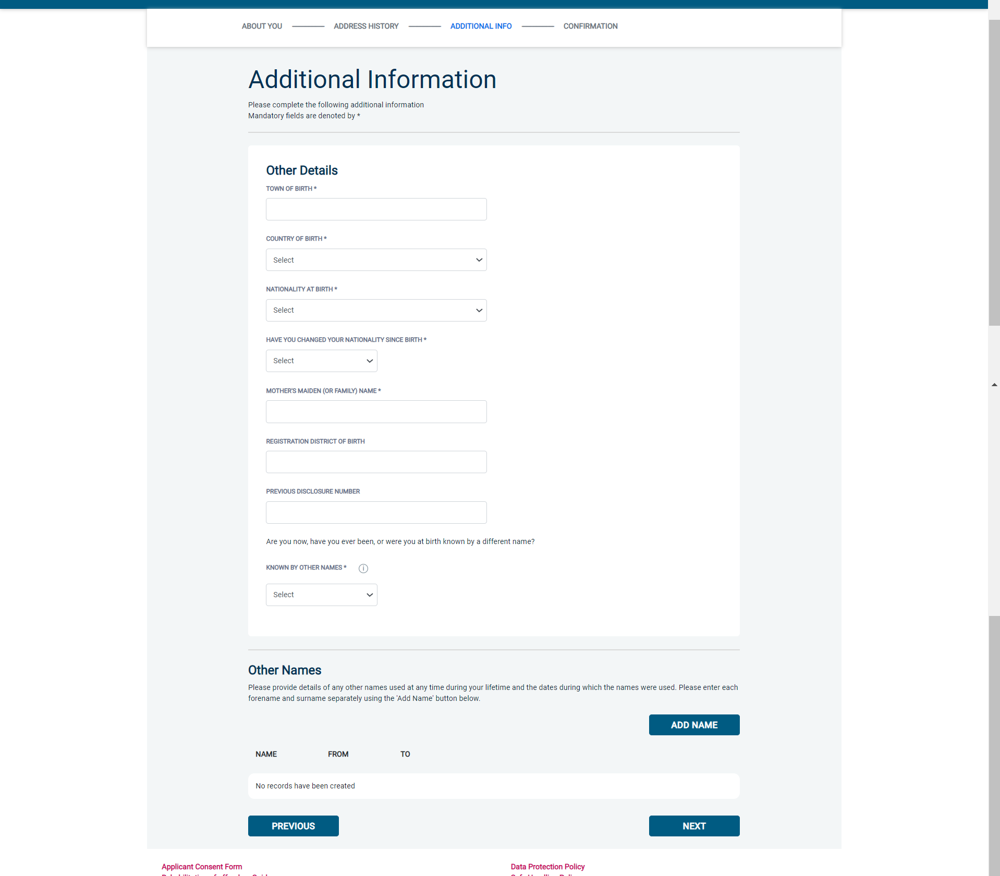 ABOUT YOU
ADDRESS HISTORY
ADDITIONAL INFO
CONFIRMATION
Additional Information
Please complete the following additional information
Mandatory fields are denoted by *
Other Details
TOWN OF BIRTH *
COUNTRY OF BIRTH *
Select
NATIONALITY AT BIRTH *
Select
HAVE YOU CHANGED YOUR NATIONALITY SINCE BIRTH *
Select
MOTHER'S MAIDEN (OR FAMILY) NAME *
REGISTRATION DISTRICT OF BIRTH
PREVIOUS DISCLOSURE NUMBER
Are you now, have you ever been, or were you at birth known by a different name?
KNOWN BY OTHER NAMES *
Select
Other Names
Please provide details of any other names used at any time during your lifetime and the dates during which the names were used. Please enter each
forename and surname separately using the 'Add Name' button below.
ADD NAME
NAME FROM TO
No records have been created
PREVIOUS
NEXT
Applicant Consent Form
Data Protection Policy